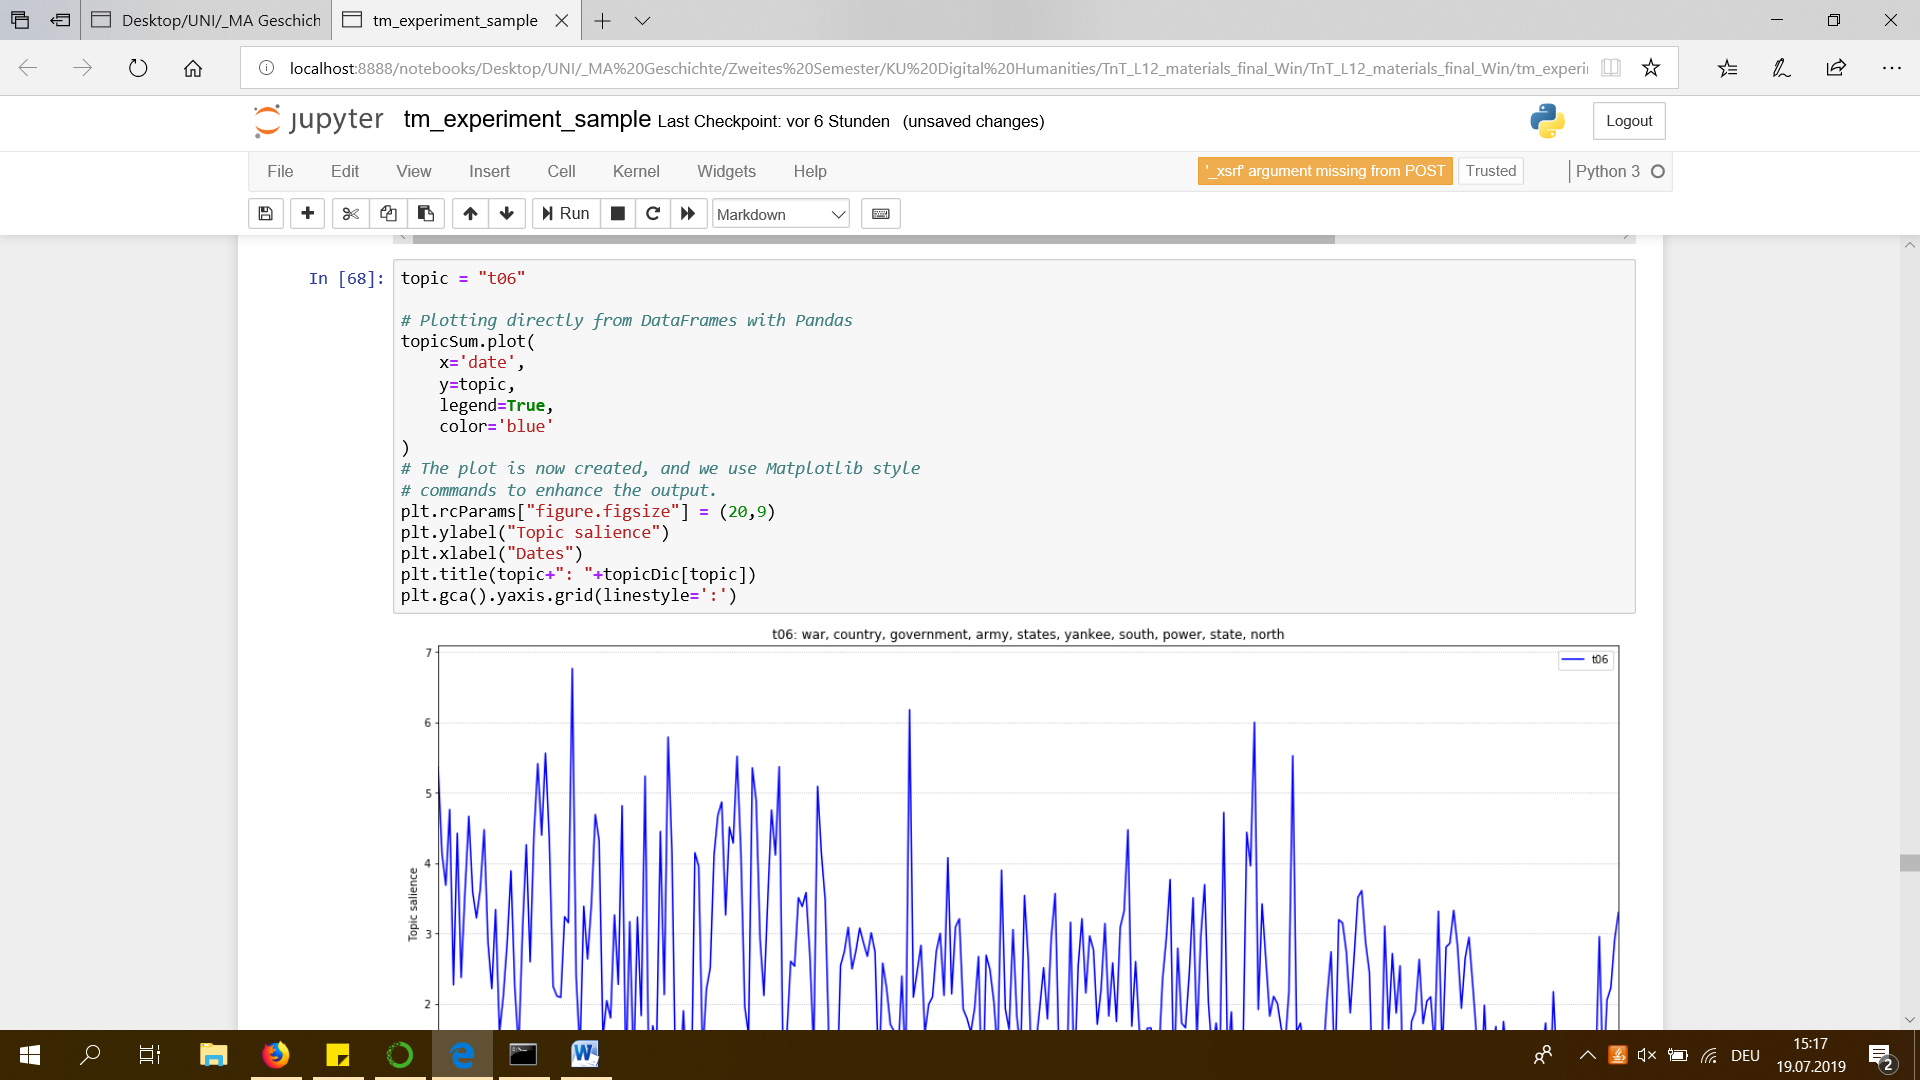 Desktop/UNI/_MA Geschich
tm_experiment_sample
localhost:8888/notebooks/Desktop/UNI/_MA%20Geschichte/Zweites%20Semester/KU%20Digital%20Humanities/TnT_L12_materials_final_Win/TnT_L12_materials_final_Win/tm_experi
jupyter tm_experiment_sample Last Checkpoint: vor 6 Stunden (unsaved changes)
Logout
File Edit View Insert Cell Kernel Widgets Help
'_xsrf' argument missing from POST
Trusted
Python 3
Run
Markdown
In [68]:
topic = "t06"
# Plotting directly from DataFrames with Pandas
topicSum.plot(
x='date',
y=topic,
legend=True,
color='blue'
)
# The plot is now created, and we use Matplotlib style
# commands to enhance the output.
plt.rcParams["figure.figsize"] = (20,9)
plt.ylabel("Topic salience")
plt.xlabel("Dates")
plt.title(topic+": "+topicDic[topic])
plt.gca().yaxis.grid(linestyle=':')
t06: war, country, government, army, states, yankee, south, power, state, north
t06
7
6
5
4
3
2
Topic salience
DEU
15:17
19.07.2019
2